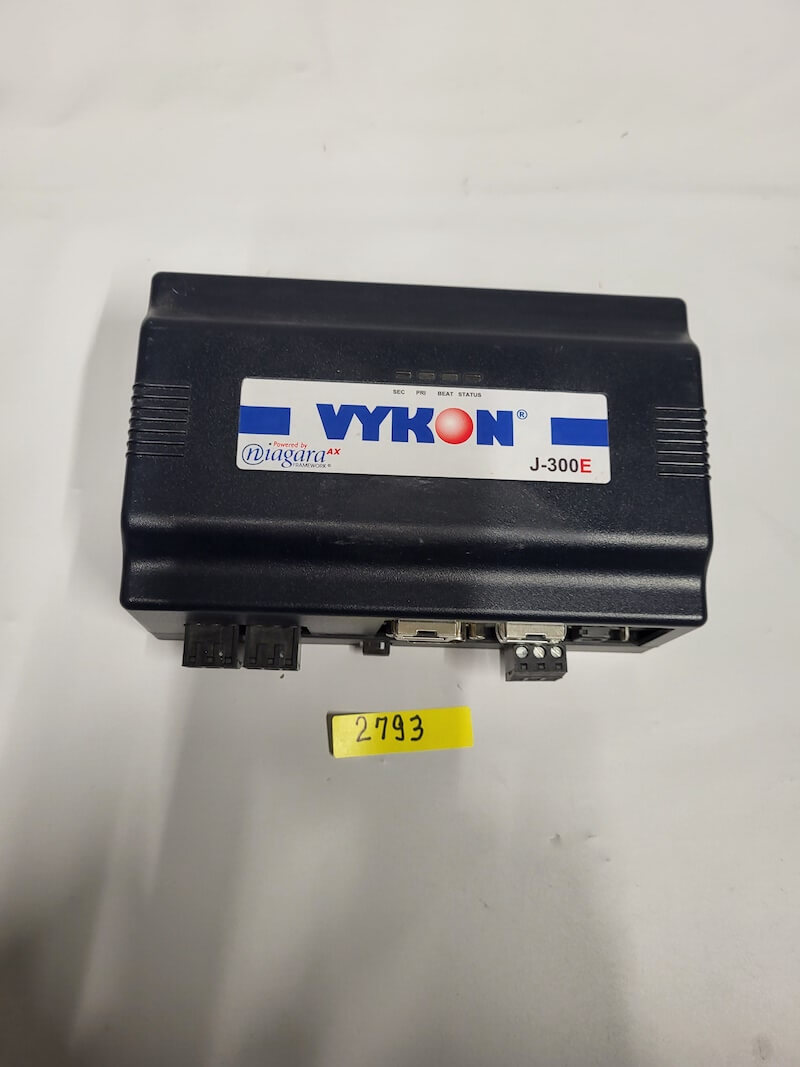 SEC PRI BEAT STATUS
VYKON®
Powered by
Niagara AX
FRAMEWORK®
J-300E
2793